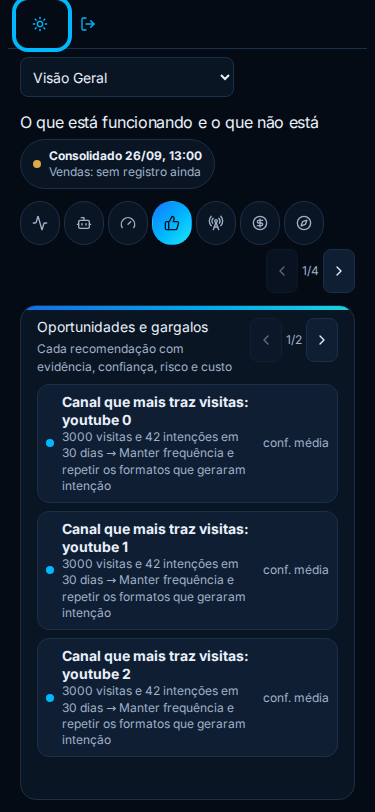 Visão Geral
O que está funcionando e o que não está
Consolidado 26/09, 13:00
Vendas: sem registro ainda
1/4
Oportunidades e gargalos
1/2
Cada recomendação com
evidência, confiança, risco e custo
Canal que mais traz visitas:
youtube 0
3000 visitas e 42 intenções em
30 dias → Manter frequência e
repetir os formatos que geraram
intenção
conf. média
Canal que mais traz visitas:
youtube 1
3000 visitas e 42 intenções em
30 dias → Manter frequência e
repetir os formatos que geraram
intenção
conf. média
Canal que mais traz visitas:
youtube 2
3000 visitas e 42 intenções em
30 dias → Manter frequência e
repetir os formatos que geraram
intenção
conf. média